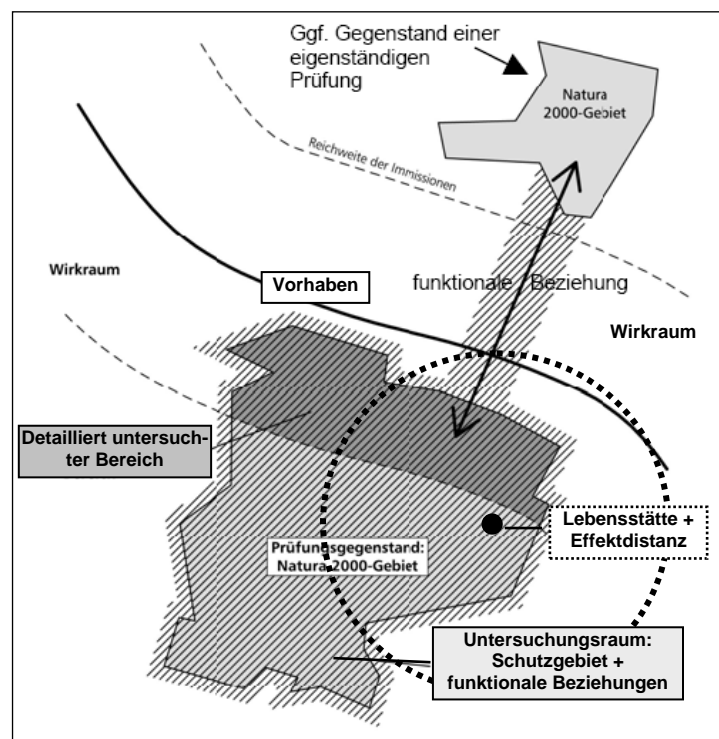 Ggf. Gegenstand einer
eigenständigen
Prüfung
Natura
2000-Gebiet
Reichweite der Immissionen
Wirkraum
Vorhaben
funktionale Beziehung
Wirkraum
Detailliert untersuch-
ter Bereich
Lebensstätte +
Effektdistanz
Prüfungsgegenstand:
Natura 2000-Gebiet
Untersuchungsraum:
Schutzgebiet +
funktionale Beziehungen